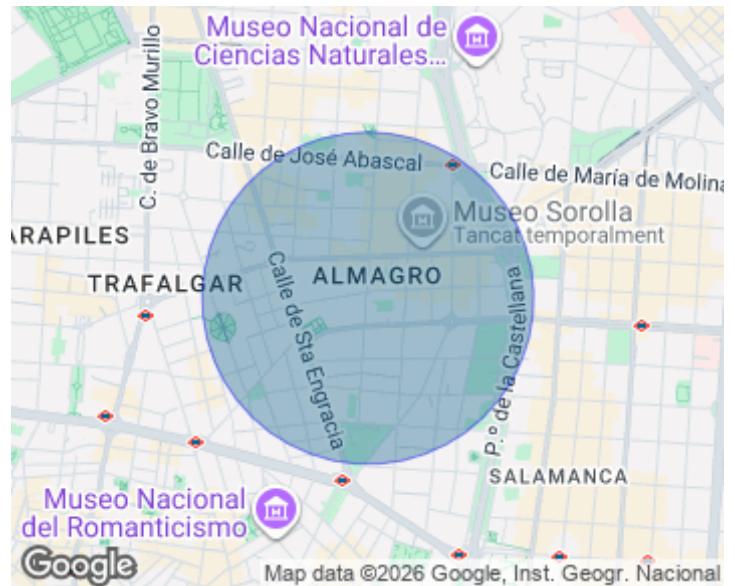 Museo Nacional de
Ciencias Naturales...
C. de Bravo Murillo
Calle de José Abascal
Calle de María de Molina
Museo Sorolla
Tancat temporalment
ARAPILES
TRAFALGAR
ALMAGRO
Calle de Sta Engracia
P.º de la Castellana
SALAMANCA
Museo Nacional
del Romanticismo
Google
Map data ©2026 Google, Inst. Geogr. Nacional